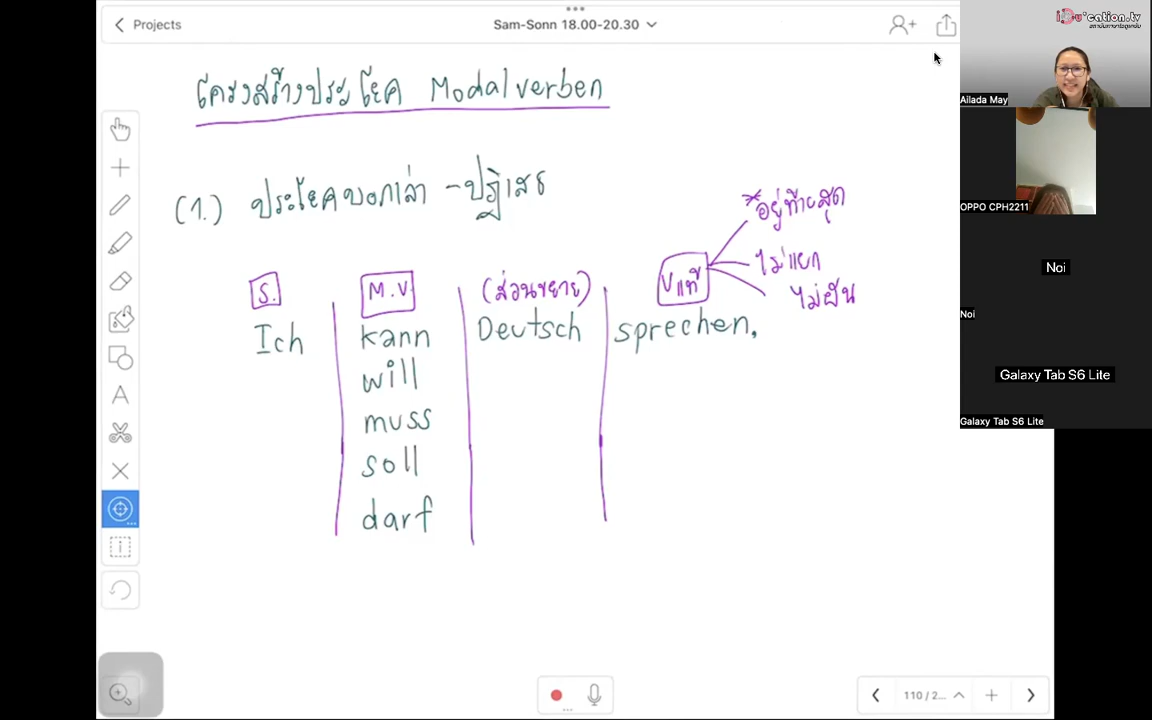 Projects
Sam-Sonn 18.00-20.30
Ailada May
OPPO CPH2211
Noi
Noi
Galaxy Tab S6 Lite
Galaxy Tab S6 Lite
โครงสร้างประโยค Modalverben
(1.) ประโยคบอกเล่า - ปฏิเสธ
*อยู่ท้ายสุด
ไม่แยก
ไม่ผัน
S. M.V (ส่วนขยาย) V แท้
Ich kann Deutsch sprechen.
will
muss
soll
darf
110 / 2...